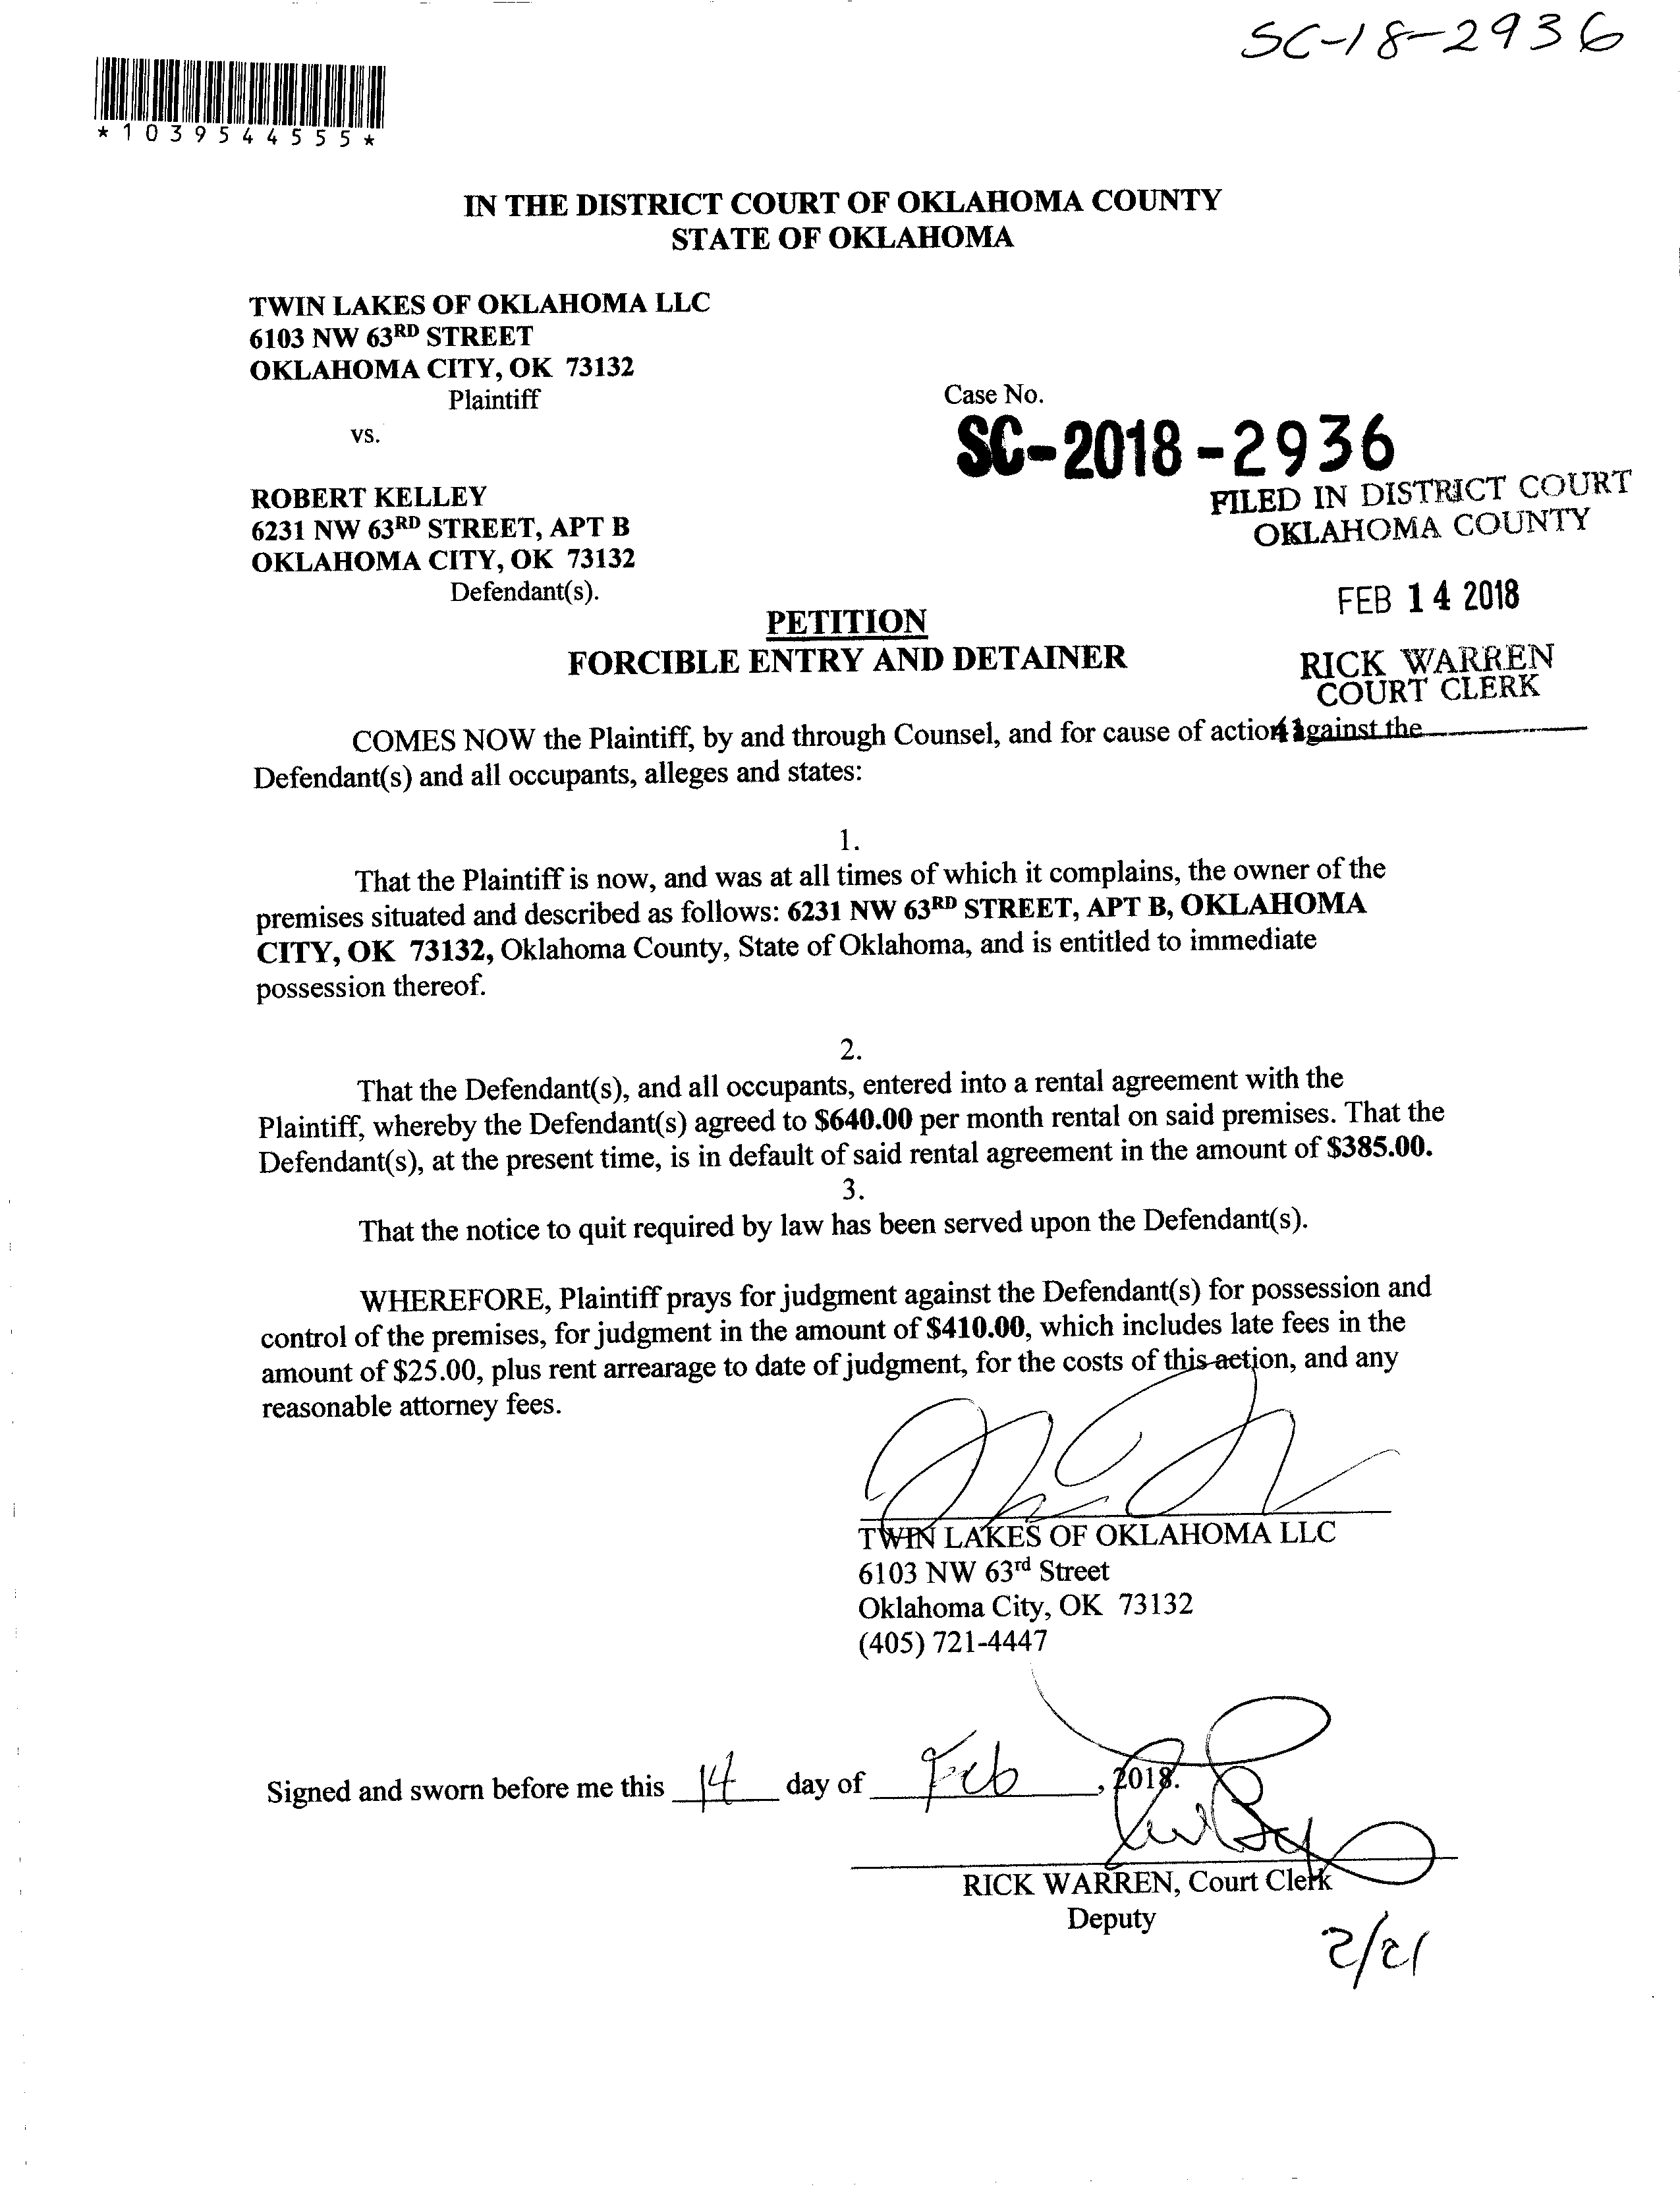 SC-18-2936
*1039544555*
IN THE DISTRICT COURT OF OKLAHOMA COUNTY
STATE OF OKLAHOMA
TWIN LAKES OF OKLAHOMA LLC
6103 NW 63RD STREET
OKLAHOMA CITY, OK 73132
Plaintiff
Case No.
vs.
SC-2018-2936
FILED IN DISTRICT COURT
OKLAHOMA COUNTY
ROBERT KELLEY
6231 NW 63RD STREET, APT B
OKLAHOMA CITY, OK 73132
Defendant(s).
FEB 14 2018
PETITION
FORCIBLE ENTRY AND DETAINER
RICK WARREN
COURT CLERK
COMES NOW the Plaintiff, by and through Counsel, and for cause of action against the
Defendant(s) and all occupants, alleges and states:
1.
That the Plaintiff is now, and was at all times of which it complains, the owner of the
premises situated and described as follows: 6231 NW 63RD STREET, APT B, OKLAHOMA
CITY, OK 73132, Oklahoma County, State of Oklahoma, and is entitled to immediate
possession thereof.
2.
That the Defendant(s), and all occupants, entered into a rental agreement with the
Plaintiff, whereby the Defendant(s) agreed to $640.00 per month rental on said premises. That the
Defendant(s), at the present time, is in default of said rental agreement in the amount of $385.00.
3.
That the notice to quit required by law has been served upon the Defendant(s).
WHEREFORE, Plaintiff prays for judgment against the Defendant(s) for possession and
control of the premises, for judgment in the amount of $410.00, which includes late fees in the
amount of $25.00, plus rent arrearage to date of judgment, for the costs of this action, and any
reasonable attorney fees.
TWIN LAKES OF OKLAHOMA LLC
6103 NW 63rd Street
Oklahoma City, OK 73132
(405) 721-4447
Signed and sworn before me this 14 day of Feb, 2018.
RICK WARREN, Court Clerk
Deputy
2/21